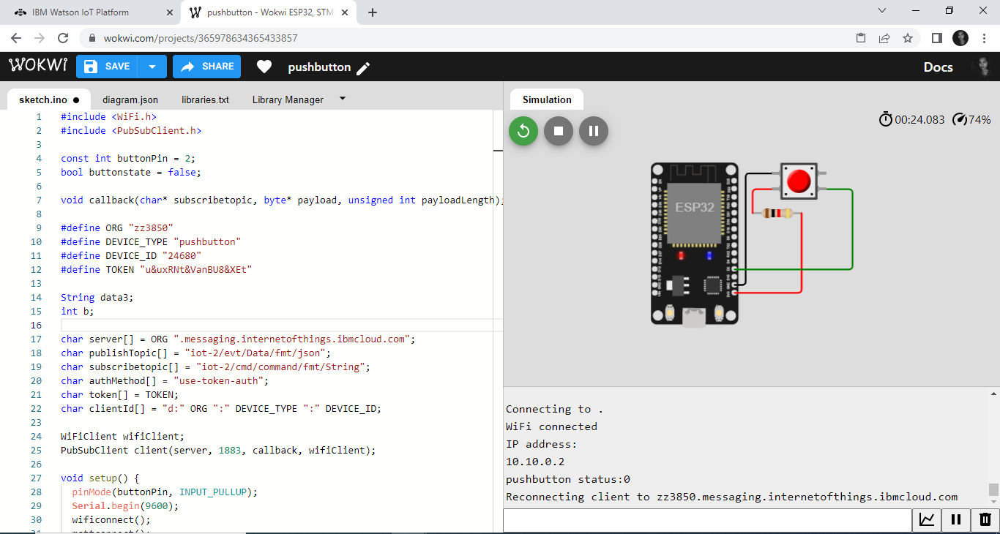 IBM Watson IoT Platform
pushbutton - Wokwi ESP32, STM
wokwi.com/projects/365978634365433857
WOKWI
SAVE
SHARE
pushbutton
Docs
sketch.ino
diagram.json
libraries.txt
Library Manager
Simulation
00:24.083
74%
1 #include <WiFi.h>
2 #include <PubSubClient.h>
3
4 const int buttonPin = 2;
5 bool buttonstate = false;
6
7 void callback(char* subscribetopic, byte* payload, unsigned int payloadLength);
8
9 #define ORG "zz3850"
10 #define DEVICE_TYPE "pushbutton"
11 #define DEVICE_ID "24680"
12 #define TOKEN "u&uxRNt&VanBU8&XEt"
13
14 String data3;
15 int b;
16
17 char server[] = ORG ".messaging.internetofthings.ibmcloud.com";
18 char publishTopic[] = "iot-2/evt/Data/fmt/json";
19 char subscribetopic[] = "iot-2/cmd/command/fmt/String";
20 char authMethod[] = "use-token-auth";
21 char token[] = TOKEN;
22 char clientId[] = "d:" ORG ":" DEVICE_TYPE ":" DEVICE_ID;
23
24 WiFiClient wifiClient;
25 PubSubClient client(server, 1883, callback, wifiClient);
26
27 void setup() {
28 pinMode(buttonPin, INPUT_PULLUP);
29 Serial.begin(9600);
30 wificonnect();
ESP32
Connecting to .
WiFi connected
IP address:
10.10.0.2
pushbutton status:0
Reconnecting client to zz3850.messaging.internetofthings.ibmcloud.com